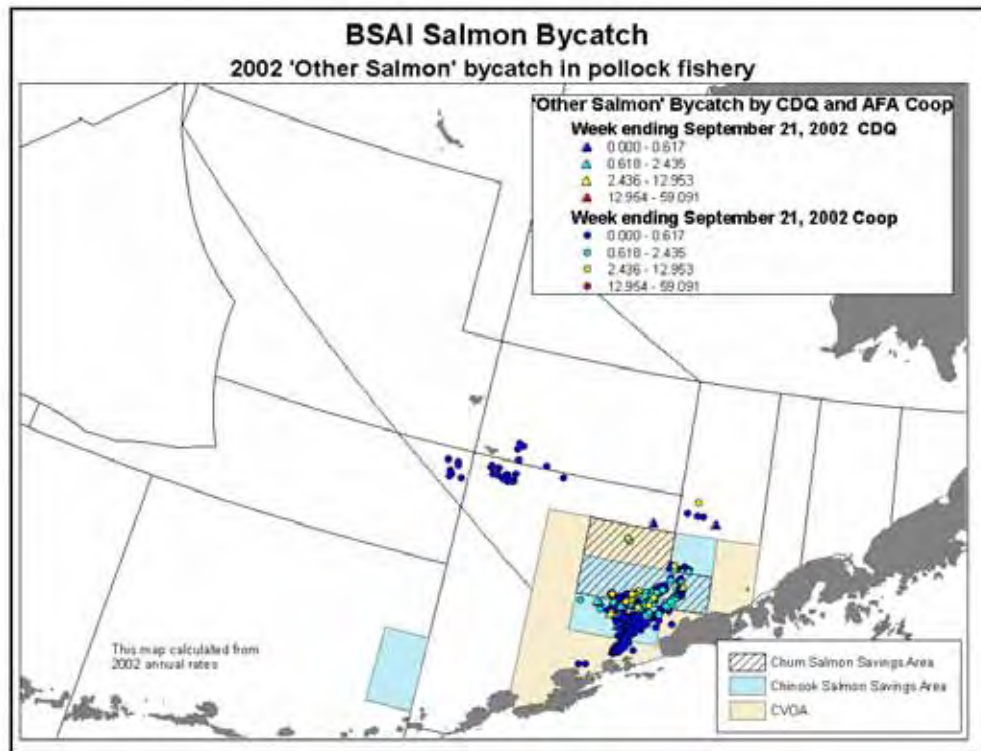 BSAI Salmon Bycatch
2002 'Other Salmon' bycatch in pollock fishery
'Other Salmon' Bycatch by CDQ and AFA Coop
Week ending September 21, 2002 CDQ
0.000 - 0.617
0.618 - 2.435
2.436 - 12.953
12.954 - 59.091
Week ending September 21, 2002 Coop
0.000 - 0.617
0.618 - 2.435
2.436 - 12.953
12.954 - 59.091
This map calculated from
2002 annual rates
Chum Salmon Savings Area
Chinook Salmon Savings Area
CVOA